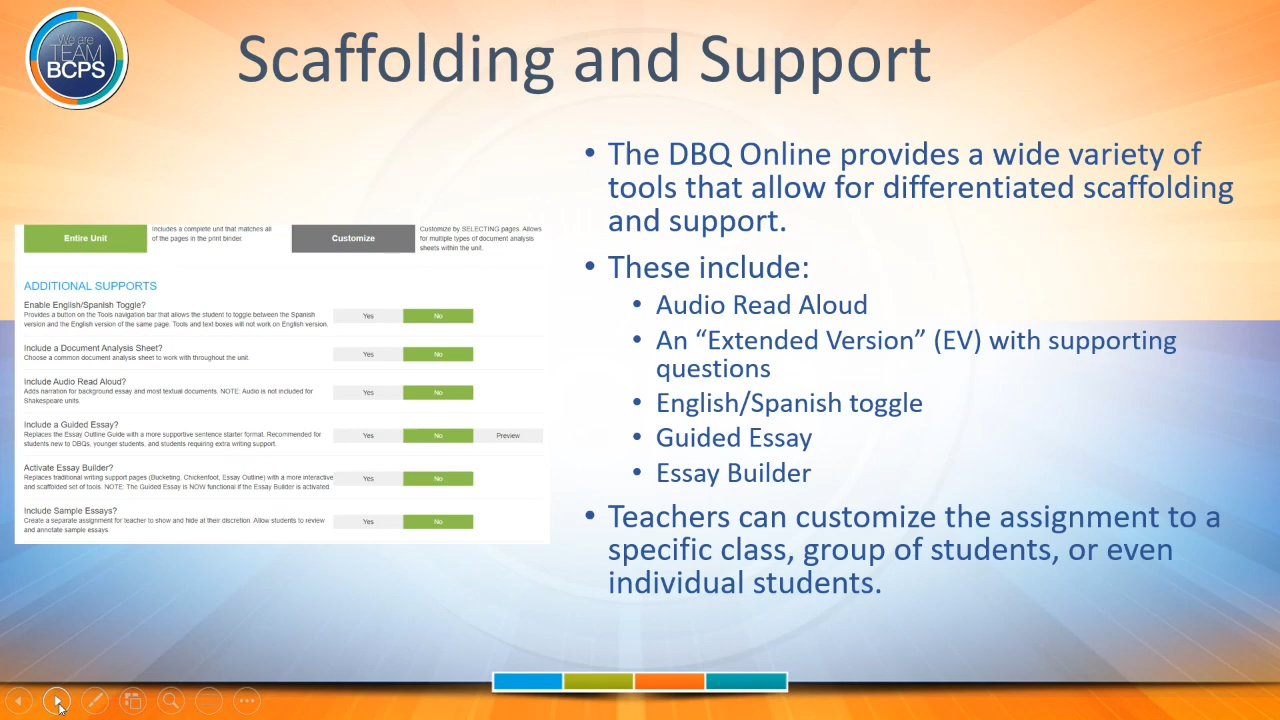 We are
TEAM
BCPS
Scaffolding and Support
Entire Unit
Includes a complete unit that matches all
of the pages in the print binder.
Customize
Customize by SELECTING pages. Allows
for multiple types of document analysis
sheets within the unit.
ADDITIONAL SUPPORTS
Enable English/Spanish Toggle?
Provides a button on the Tools navigation bar that allows the student to toggle between the Spanish
version and the English version of the same page. Tools and text boxes will not work on English version.
Yes No
Include a Document Analysis Sheet?
Choose a common document analysis sheet to work with throughout the unit.
Yes No
Include Audio Read Aloud?
Adds narration for background essay and most textual documents. NOTE: Audio is not included for
Shakespeare units.
Yes No
Include a Guided Essay?
Replaces the Essay Outline Guide with a more supportive sentence starter format. Recommended for
students new to DBQs, younger students, and students requiring extra writing support.
Yes No Preview
Activate Essay Builder?
Replaces traditional writing support pages (Bucketing, Chickenfoot, Essay Outline) with a more interactive
and scaffolded set of tools. NOTE: The Guided Essay is NOW functional if the Essay Builder is activated.
Yes No
Include Sample Essays?
Create a separate assignment for teacher to show and hide at their discretion. Allow students to review
and annotate sample essays.
Yes No
• The DBQ Online provides a wide variety of
tools that allow for differentiated scaffolding
and support.
• These include:
• Audio Read Aloud
• An “Extended Version” (EV) with supporting
questions
• English/Spanish toggle
• Guided Essay
• Essay Builder
• Teachers can customize the assignment to a
specific class, group of students, or even
individual students.